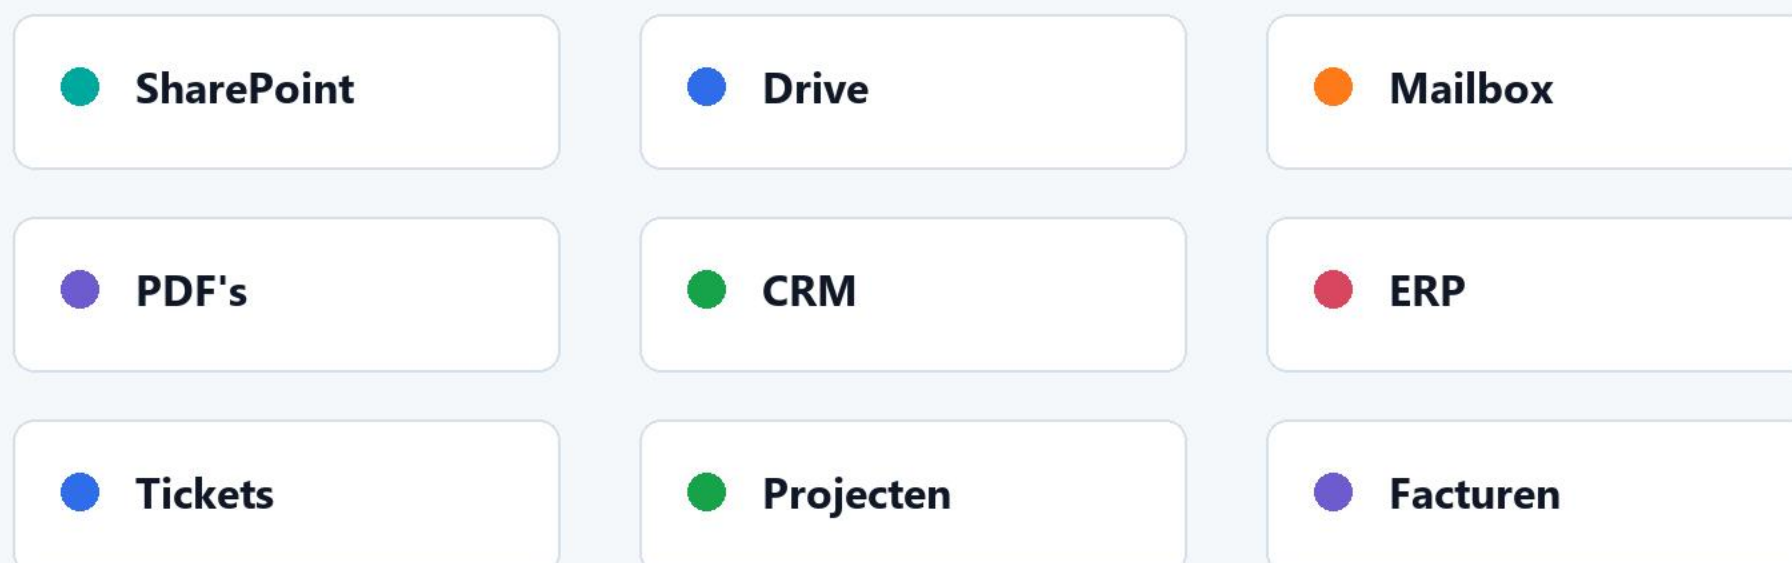 SharePoint
Drive
Mailbox
PDF's
CRM
ERP
Tickets
Projecten
Facturen